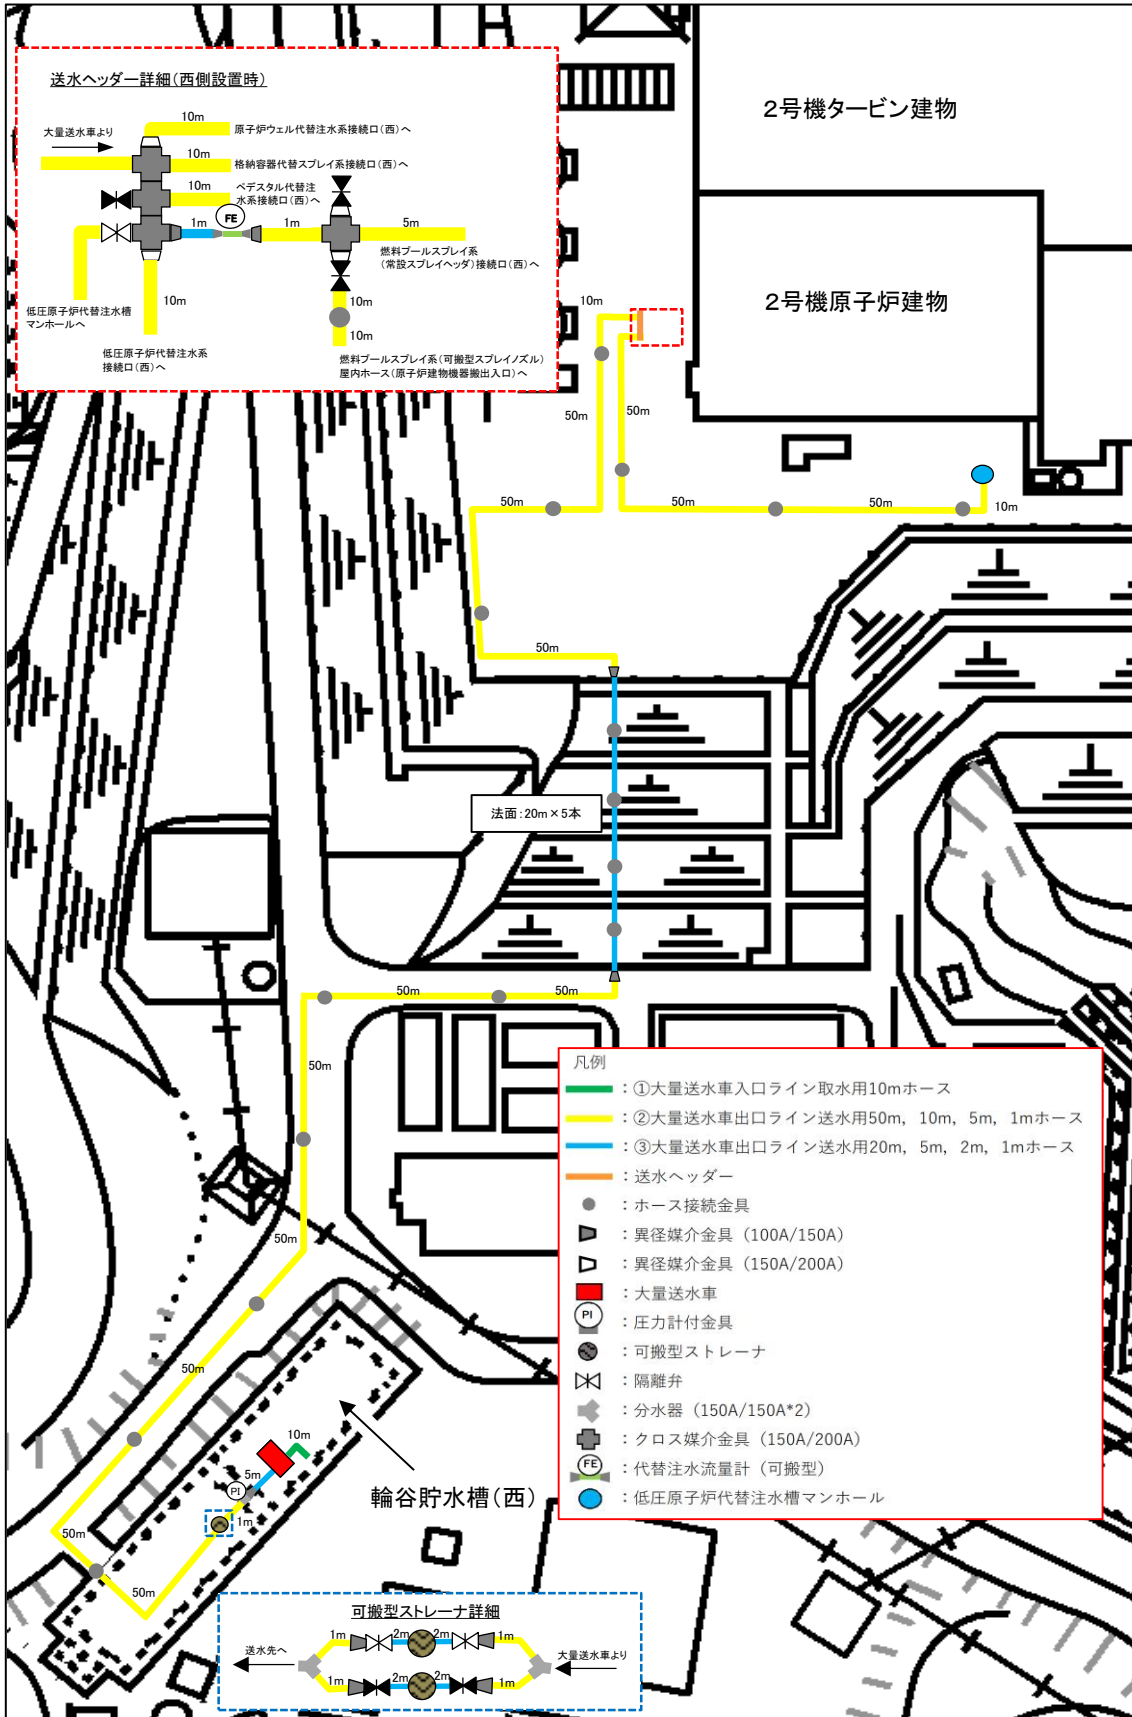 送水ヘッダー詳細(西側設置時)
10m
原子炉ウェル代替注水系接続口(西)へ
大量送水車より
10m
格納容器代替スプレイ系接続口(西)へ
10m
ペデスタル代替注
水系接続口(西)へ
1m
FE
1m
5m
燃料プールスプレイ系
(常設スプレイヘッダ)接続口(西)へ
低圧原子炉代替注水槽
マンホールへ
10m
10m
10m
低圧原子炉代替注水系
接続口(西)へ
燃料プールスプレイ系(可搬型スプレイノズル)
屋内ホース(原子炉建物機器搬出入口)へ
2号機タービン建物
2号機原子炉建物
10m
50m
50m
50m
50m
50m
10m
50m
法面:20m×5本
50m
50m
50m
50m
50m
50m
50m
10m
5m
PI
1m
輪谷貯水槽(西)
凡例
:①大量送水車入口ライン取水用10mホース
:②大量送水車出口ライン送水用50m, 10m, 5m, 1mホース
:③大量送水車出口ライン送水用20m, 5m, 2m, 1mホース
:送水ヘッダー
:ホース接続金具
:異径媒介金具(100A/150A)
:異径媒介金具(150A/200A)
:大量送水車
PI
:圧力計付金具
:可搬型ストレーナ
:隔離弁
:分水器(150A/150A*2)
:クロス媒介金具(150A/200A)
FE
:代替注水流量計(可搬型)
:低圧原子炉代替注水槽マンホール
可搬型ストレーナ詳細
送水先へ
1m
2m
2m
1m
大量送水車より
1m
2m
2m
1m